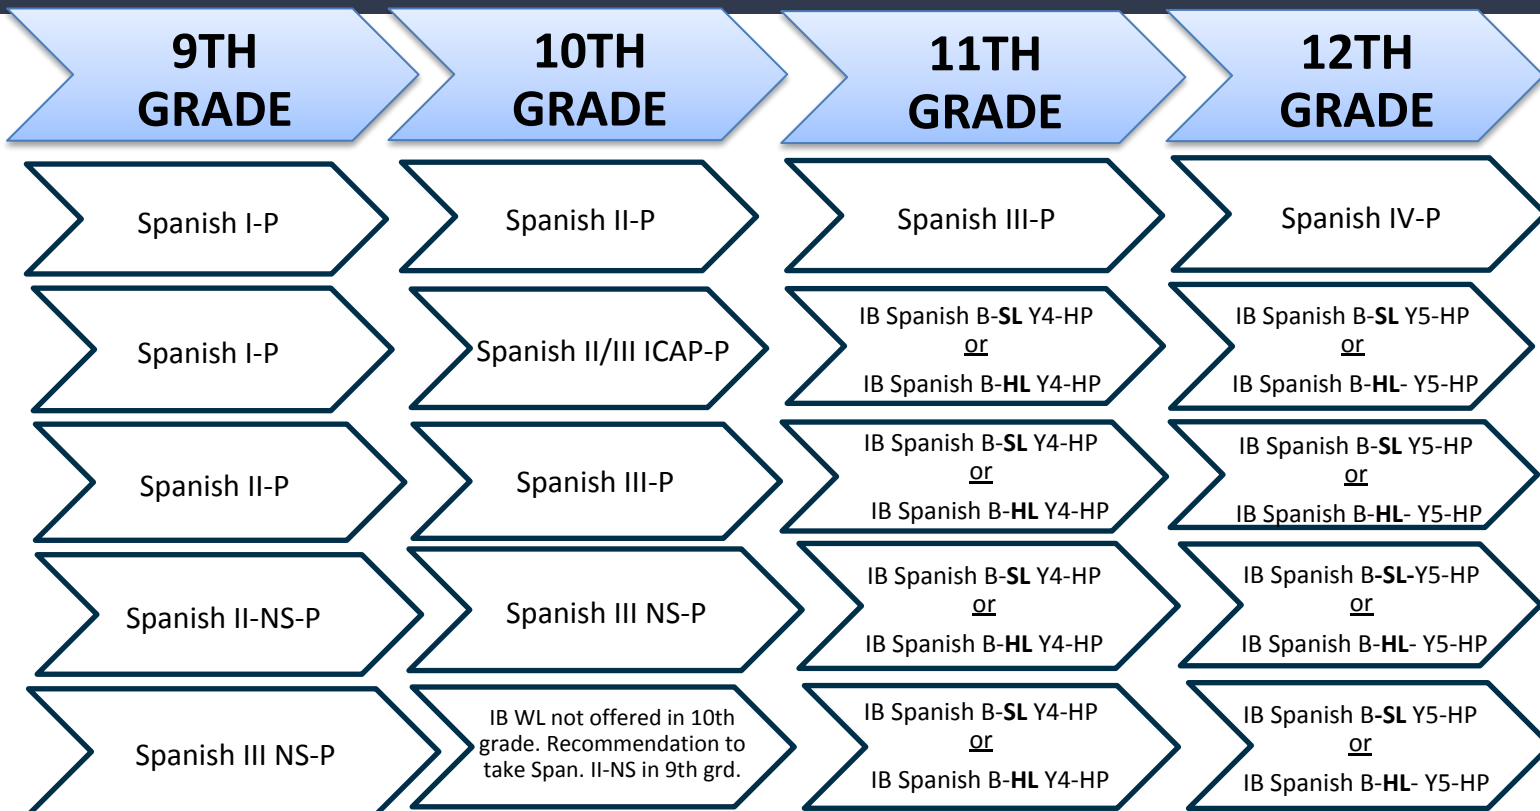 9TH
GRADE
10TH
GRADE
11TH
GRADE
12TH
GRADE
Spanish I-P
Spanish II-P
Spanish III-P
Spanish IV-P
Spanish I-P
Spanish II/III ICAP-P
IB Spanish B-SL Y4-HP
or
IB Spanish B-HL Y4-HP
IB Spanish B-SL Y5-HP
or
IB Spanish B-HL- Y5-HP
Spanish II-P
Spanish III-P
IB Spanish B-SL Y4-HP
or
IB Spanish B-HL Y4-HP
IB Spanish B-SL Y5-HP
or
IB Spanish B-HL- Y5-HP
Spanish II-NS-P
Spanish III NS-P
IB Spanish B-SL Y4-HP
or
IB Spanish B-HL Y4-HP
IB Spanish B-SL-Y5-HP
or
IB Spanish B-HL- Y5-HP
Spanish III NS-P
IB WL not offered in 10th
grade. Recommendation to
take Span. II-NS in 9th grd.
IB Spanish B-SL Y4-HP
or
IB Spanish B-HL Y4-HP
IB Spanish B-SL Y5-HP
or
IB Spanish B-HL- Y5-HP